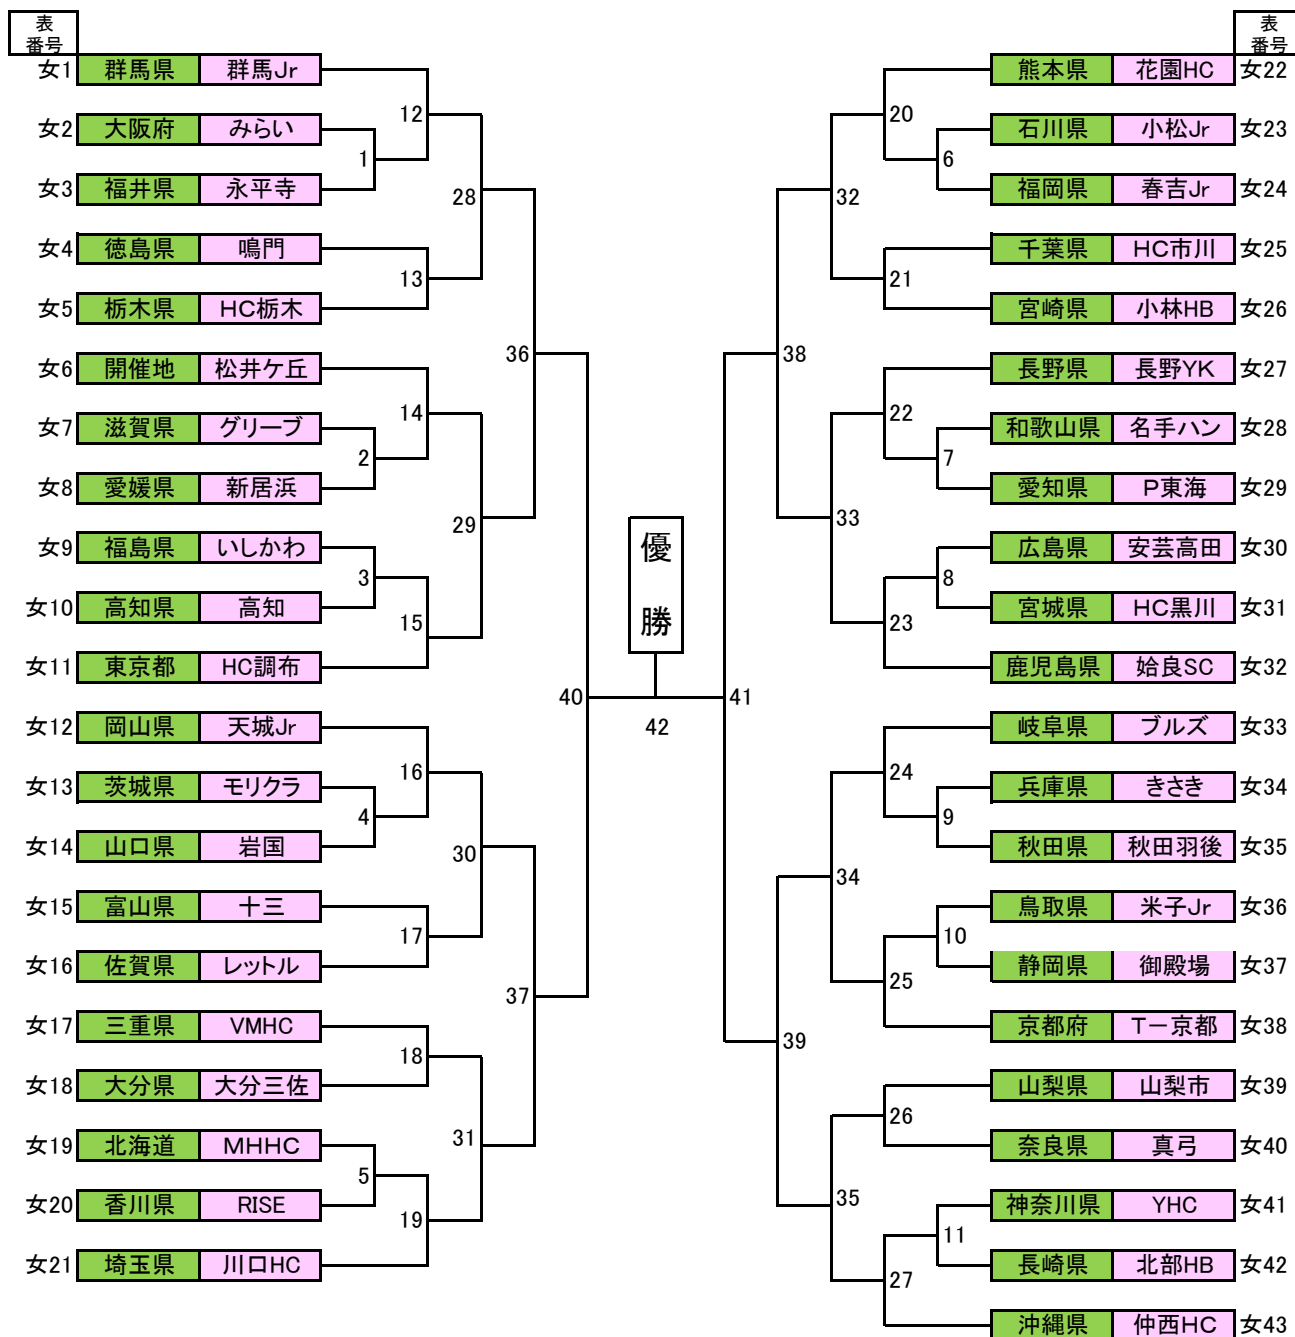 表
番号
女1 群馬県 群馬Jr
女2 大阪府 みらい
女3 福井県 永平寺
女4 徳島県 鳴門
女5 栃木県 HC栃木
女6 開催地 松井ケ丘
女7 滋賀県 グリーブ
女8 愛媛県 新居浜
女9 福島県 いしかわ
女10 高知県 高知
女11 東京都 HC調布
女12 岡山県 天城Jr
女13 茨城県 モリクラ
女14 山口県 岩国
女15 富山県 十三
女16 佐賀県 レットル
女17 三重県 VMHC
女18 大分県 大分三佐
女19 北海道 MHHC
女20 香川県 RISE
女21 埼玉県 川口HC
1
2
3
4
5
12
13
14
15
16
17
18
19
28
29
30
31
36
37
40
優
勝
42
41
38
39
32
33
34
35
20
21
22
23
24
25
26
27
6
7
8
9
10
11
表
番号
熊本県 花園HC 女22
石川県 小松Jr 女23
福岡県 春吉Jr 女24
千葉県 HC市川 女25
宮崎県 小林HB 女26
長野県 長野YK 女27
和歌山県 名手ハン 女28
愛知県 P東海 女29
広島県 安芸高田 女30
宮城県 HC黒川 女31
鹿児島県 姶良SC 女32
岐阜県 ブルズ 女33
兵庫県 きさき 女34
秋田県 秋田羽後 女35
鳥取県 米子Jr 女36
静岡県 御殿場 女37
京都府 T－京都 女38
山梨県 山梨市 女39
奈良県 真弓 女40
神奈川県 YHC 女41
長崎県 北部HB 女42
沖縄県 仲西HC 女43